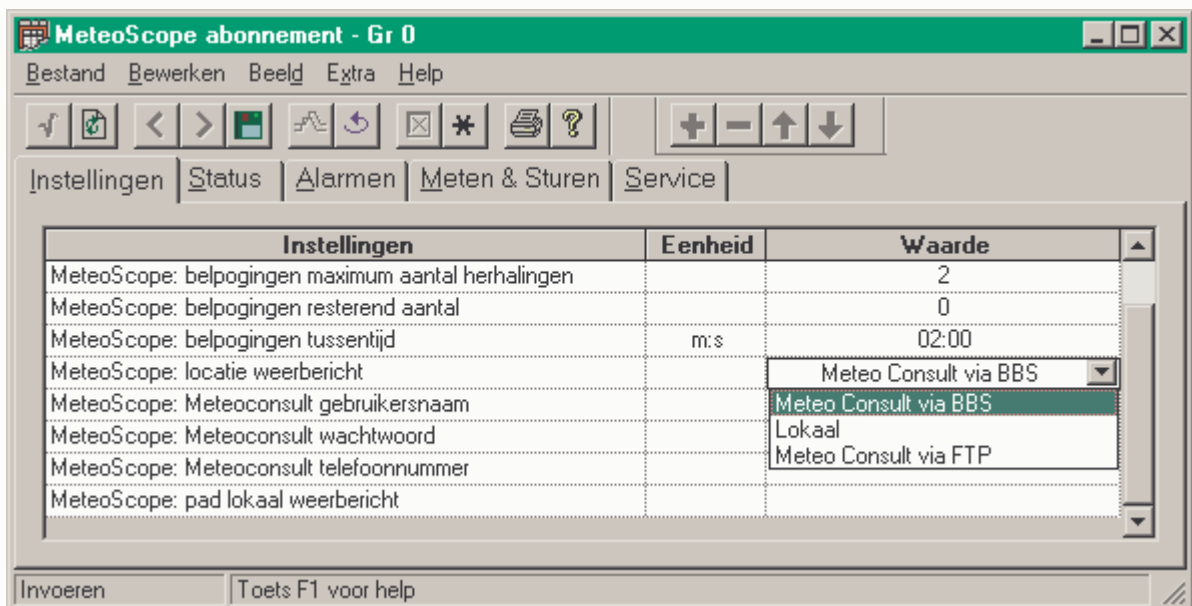 MeteoScope abonnement - Gr 0
Bestand Bewerken Beeld Extra Help
Instellingen Status Alarmen Meten & Sturen Service
Instellingen Eenheid Waarde
MeteoScope: belpogingen maximum aantal herhalingen 2
MeteoScope: belpogingen resterend aantal 0
MeteoScope: belpogingen tussentijd m:s 02:00
MeteoScope: locatie weerbericht Meteo Consult via BBS
MeteoScope: Meteoconsult gebruikersnaam Meteo Consult via BBS
MeteoScope: Meteoconsult wachtwoord Lokaal
MeteoScope: Meteoconsult telefoonnummer Meteo Consult via FTP
MeteoScope: pad lokaal weerbericht
Invoeren Toets F1 voor help